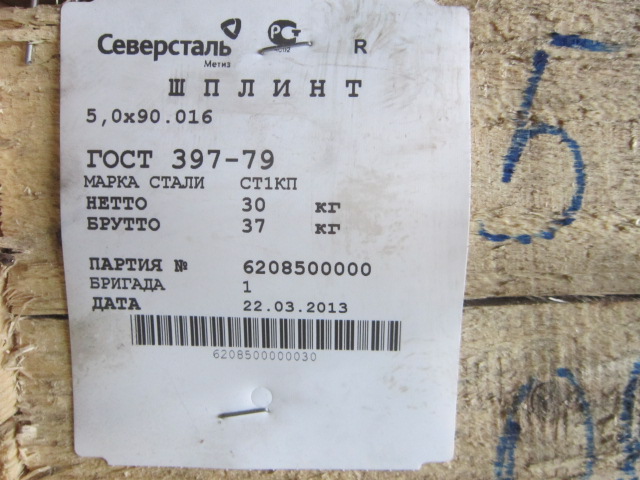 Северсталь
Метиз
R
ШПЛИНТ
5,0х90.016
ГОСТ 397-79
МАРКА СТАЛИ СТ1КП
НЕТТО 30 кг
БРУТТО 37 кг
ПАРТИЯ № 6208500000
БРИГАДА 1
ДАТА 22.03.2013
6208500000030
5